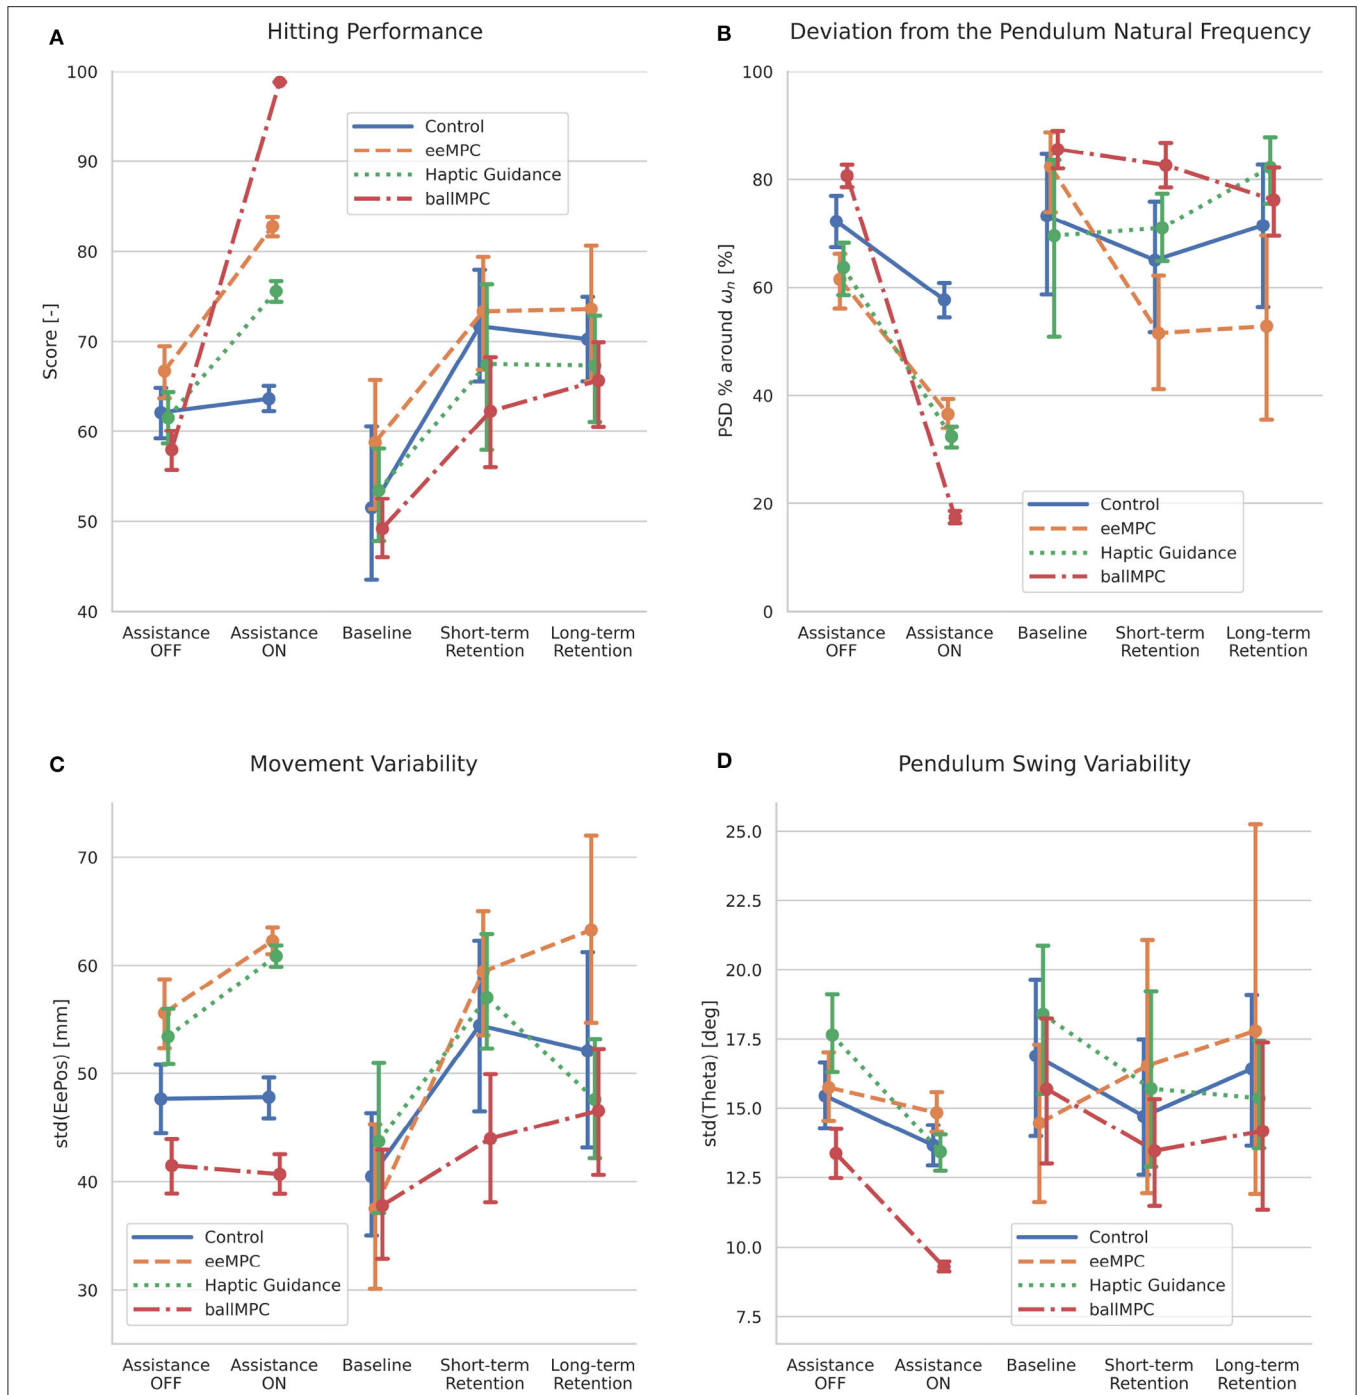 A
Hitting Performance
Score [-]
100
90
80
70
60
50
40
Control
eeMPC
Haptic Guidance
ballMPC
Assistance OFF
Assistance ON
Baseline
Short-term Retention
Long-term Retention
B
Deviation from the Pendulum Natural Frequency
PSD % around ωn [%]
100
80
60
40
20
0
Control
eeMPC
Haptic Guidance
ballMPC
Assistance OFF
Assistance ON
Baseline
Short-term Retention
Long-term Retention
C
Movement Variability
std(EePos) [mm]
70
60
50
40
30
Control
eeMPC
Haptic Guidance
ballMPC
Assistance OFF
Assistance ON
Baseline
Short-term Retention
Long-term Retention
D
Pendulum Swing Variability
std(Theta) [deg]
25.0
22.5
20.0
17.5
15.0
12.5
10.0
7.5
Control
eeMPC
Haptic Guidance
ballMPC
Assistance OFF
Assistance ON
Baseline
Short-term Retention
Long-term Retention